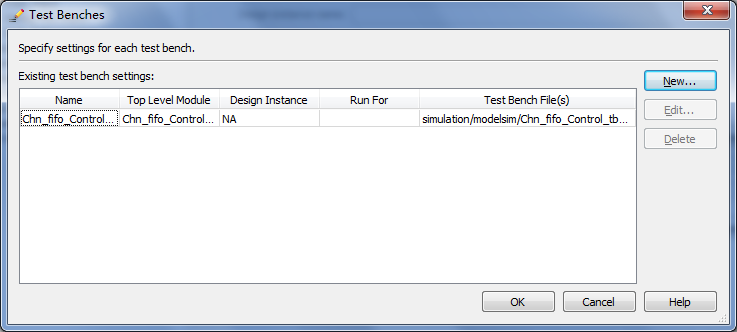 Test Benches
Specify settings for each test bench.
Existing test bench settings:
Name Top Level Module Design Instance Run For Test Bench File(s)
Chn_fifo_Control... Chn_fifo_Control... NA simulation/modelsim/Chn_fifo_Control_tb...
New...
Edit...
Delete
OK Cancel Help